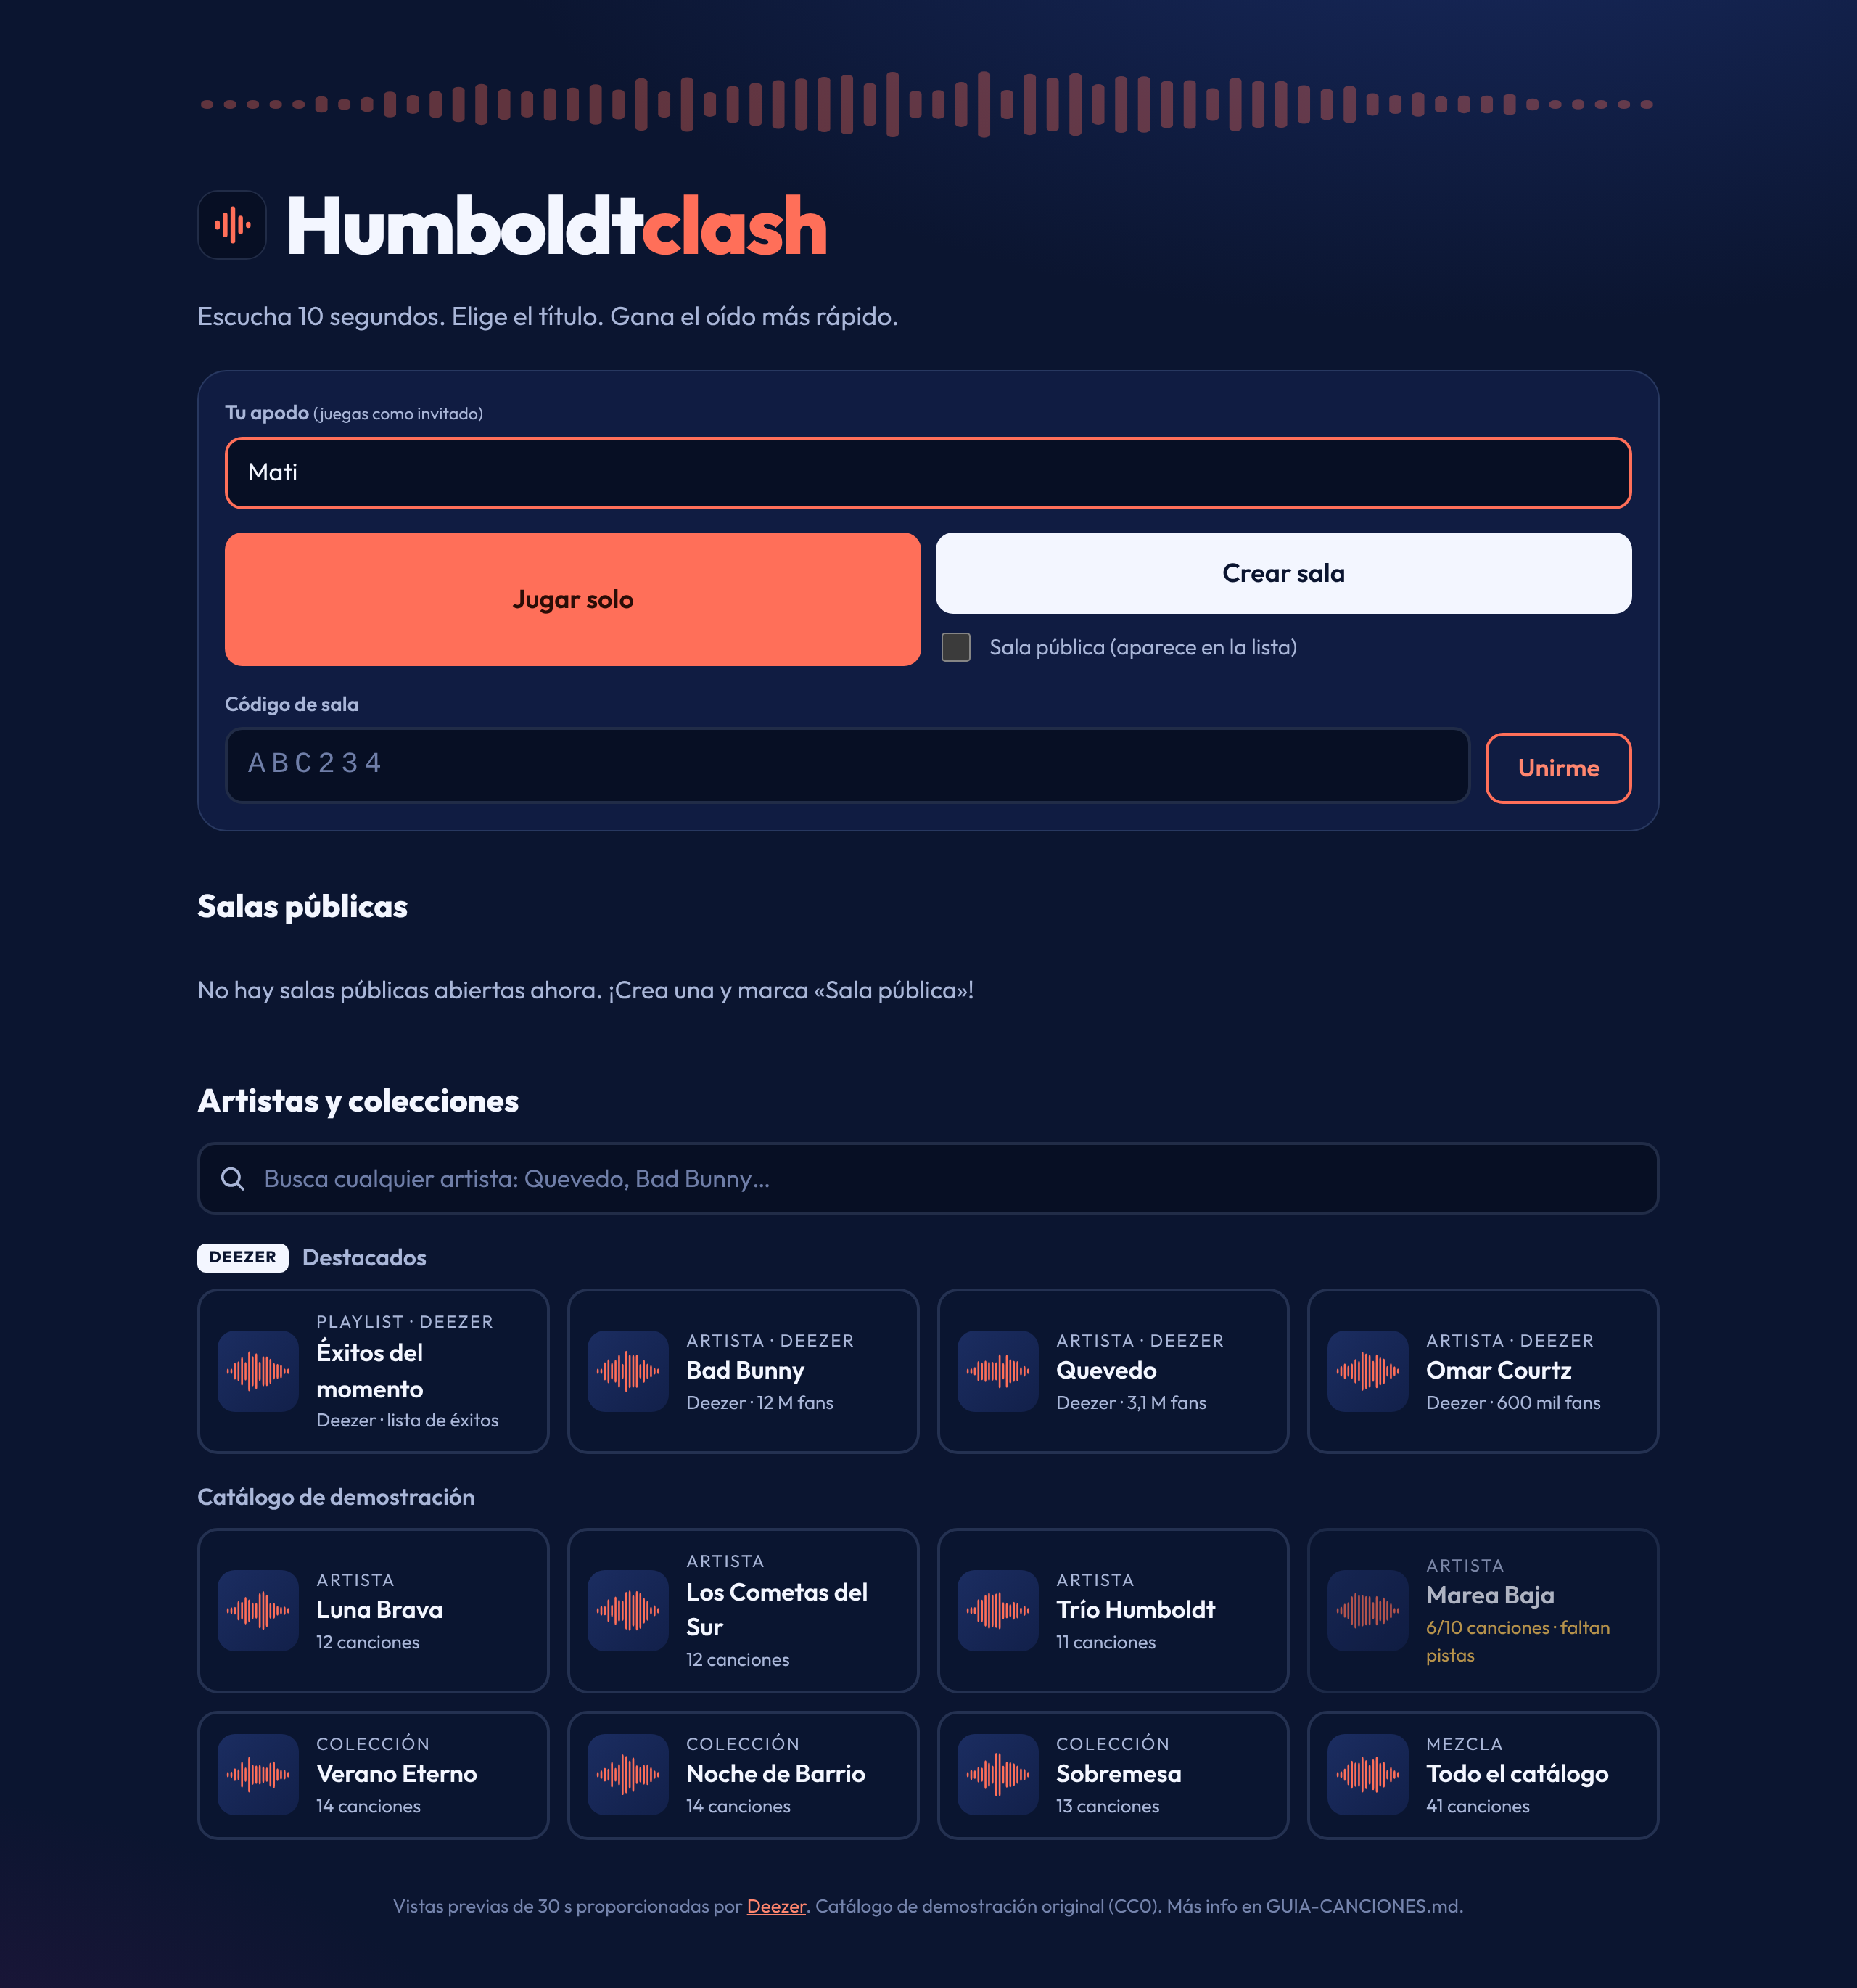 Humboldtclash
Escucha 10 segundos. Elige el título. Gana el oído más rápido.
Tu apodo (juegas como invitado)
Mati
Jugar solo
Crear sala
Sala pública (aparece en la lista)
Código de sala
ABC234
Unirme
Salas públicas
No hay salas públicas abiertas ahora. ¡Crea una y marca «Sala pública»!
Artistas y colecciones
Busca cualquier artista: Quevedo, Bad Bunny...
DEEZER Destacados
PLAYLIST · DEEZER
Éxitos del
momento
Deezer · lista de éxitos
ARTISTA · DEEZER
Bad Bunny
Deezer · 12 M fans
ARTISTA · DEEZER
Quevedo
Deezer · 3,1 M fans
ARTISTA · DEEZER
Omar Courtz
Deezer · 600 mil fans
Catálogo de demostración
ARTISTA
Luna Brava
12 canciones
ARTISTA
Los Cometas del
Sur
12 canciones
ARTISTA
Trío Humboldt
11 canciones
ARTISTA
Marea Baja
6/10 canciones · faltan
pistas
COLECCIÓN
Verano Eterno
14 canciones
COLECCIÓN
Noche de Barrio
14 canciones
COLECCIÓN
Sobremesa
13 canciones
MEZCLA
Todo el catálogo
41 canciones
Vistas previas de 30 s proporcionadas por Deezer. Catálogo de demostración original (CC0). Más info en GUIA-CANCIONES.md.